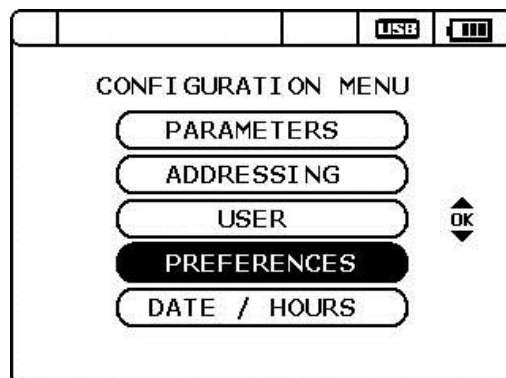 USB
CONFIGURATION MENU
PARAMETERS
ADDRESSING
USER
OK
PREFERENCES
DATE / HOURS